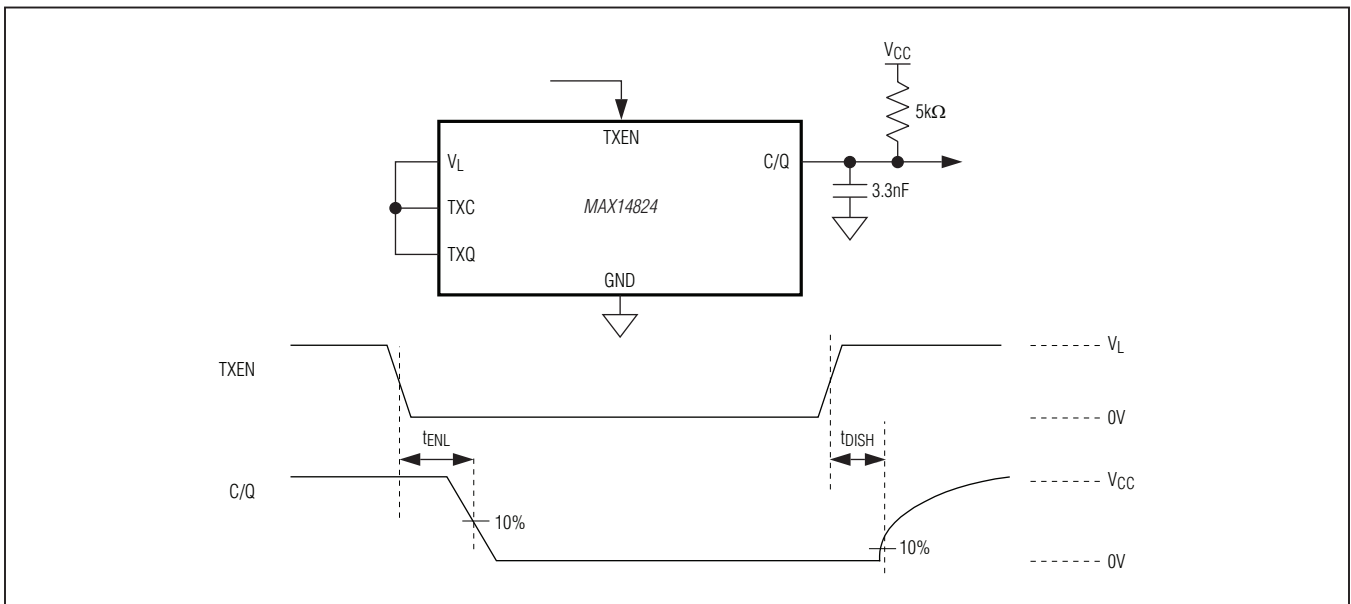 VCC
5kΩ
TXEN
VL
C/Q
3.3nF
TXC
MAX14824
TXQ
GND
TXEN
VL
0V
tENL
tDISH
C/Q
VCC
10%
10%
0V